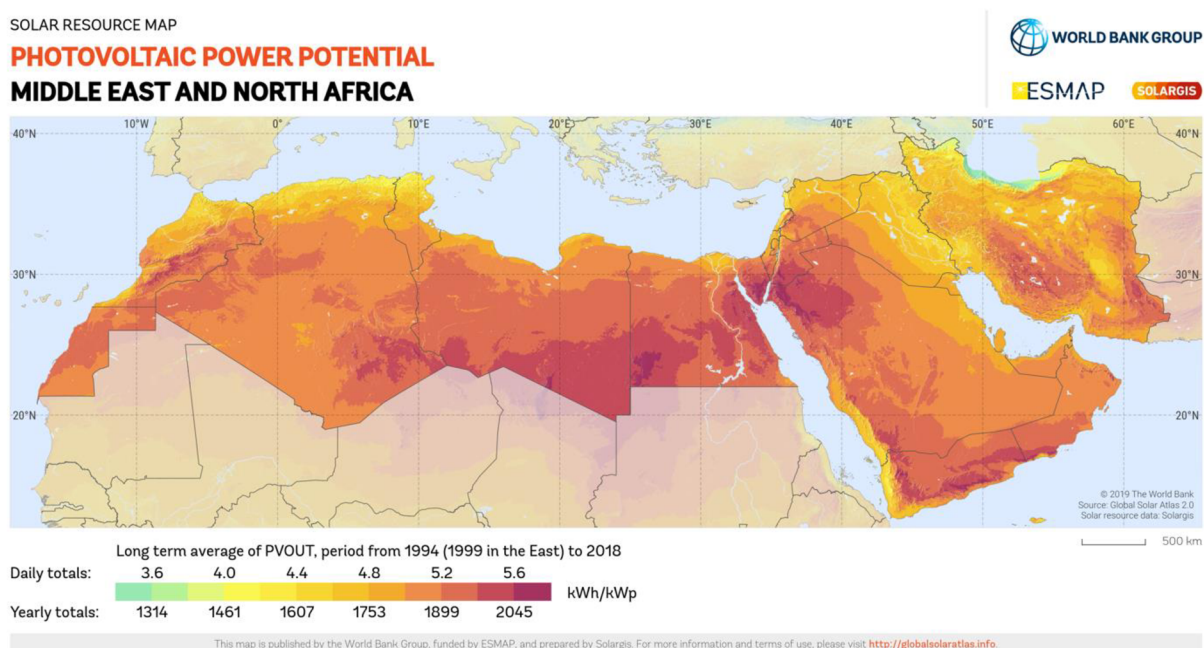 SOLAR RESOURCE MAP
PHOTOVOLTAIC POWER POTENTIAL
MIDDLE EAST AND NORTH AFRICA
WORLD BANK GROUP
ESMAP
SOLARGIS
10°W 0° 10°E 20°E 30°E 40°E 50°E 60°E
40°N 40°N
30°N 30°N
20°N 20°N
© 2019 The World Bank
Source: Global Solar Atlas 2.0
Solar resource data: Solargis
500 km
Long term average of PVOUT, period from 1994 (1999 in the East) to 2018
Daily totals: 3.6 4.0 4.4 4.8 5.2 5.6
kWh/kWp
Yearly totals: 1314 1461 1607 1753 1899 2045
This map is published by the World Bank Group, funded by ESMAP, and prepared by Solargis. For more information and terms of use, please visit http://globalsolaratlas.info.